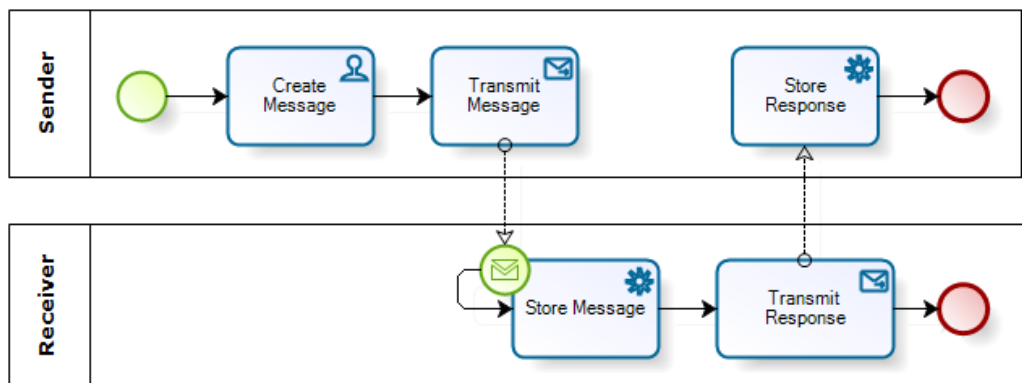 Sender
Create
Message
Transmit
Message
Store
Response
Receiver
Store Message
Transmit
Response